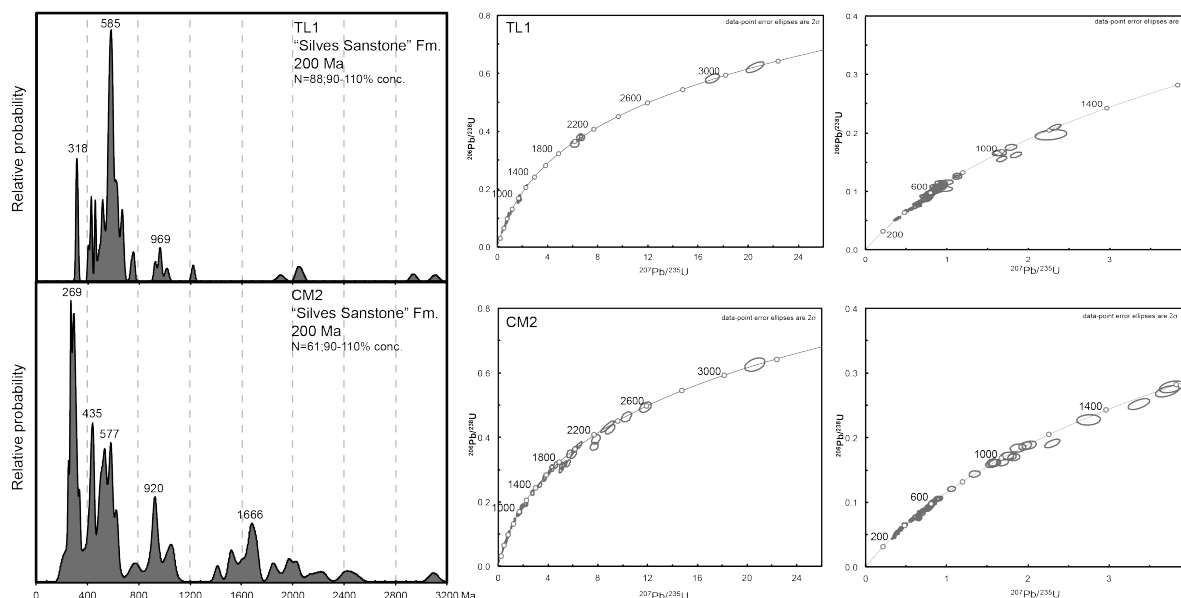 TL1
"Silves Sanstone" Fm.
200 Ma
N=88;90-110% conc.
585
318
969
Relative probability
CM2
"Silves Sanstone" Fm.
200 Ma
N=61;90-110% conc.
269
435
577
920
1666
Relative probability
0 400 800 1200 1600 2000 2400 2800 3200 Ma
TL1
data-point error ellipses are 2σ
0.8
0.6
0.4
0.2
0.0
206Pb/238U
1000
1400
1800
2200
2600
3000
0 4 8 12 16 20 24
207Pb/235U
data-point error ellipses are 2σ
0.4
0.3
0.2
0.1
0.0
206Pb/238U
200
600
1000
1400
0 1 2 3
207Pb/235U
CM2
data-point error ellipses are 2σ
0.8
0.6
0.4
0.2
0.0
206Pb/238U
1000
1400
1800
2200
2600
3000
0 4 8 12 16 20 24
207Pb/235U
data-point error ellipses are 2σ
0.4
0.3
0.2
0.1
0.0
206Pb/238U
200
600
1000
1400
0 1 2 3
207Pb/235U